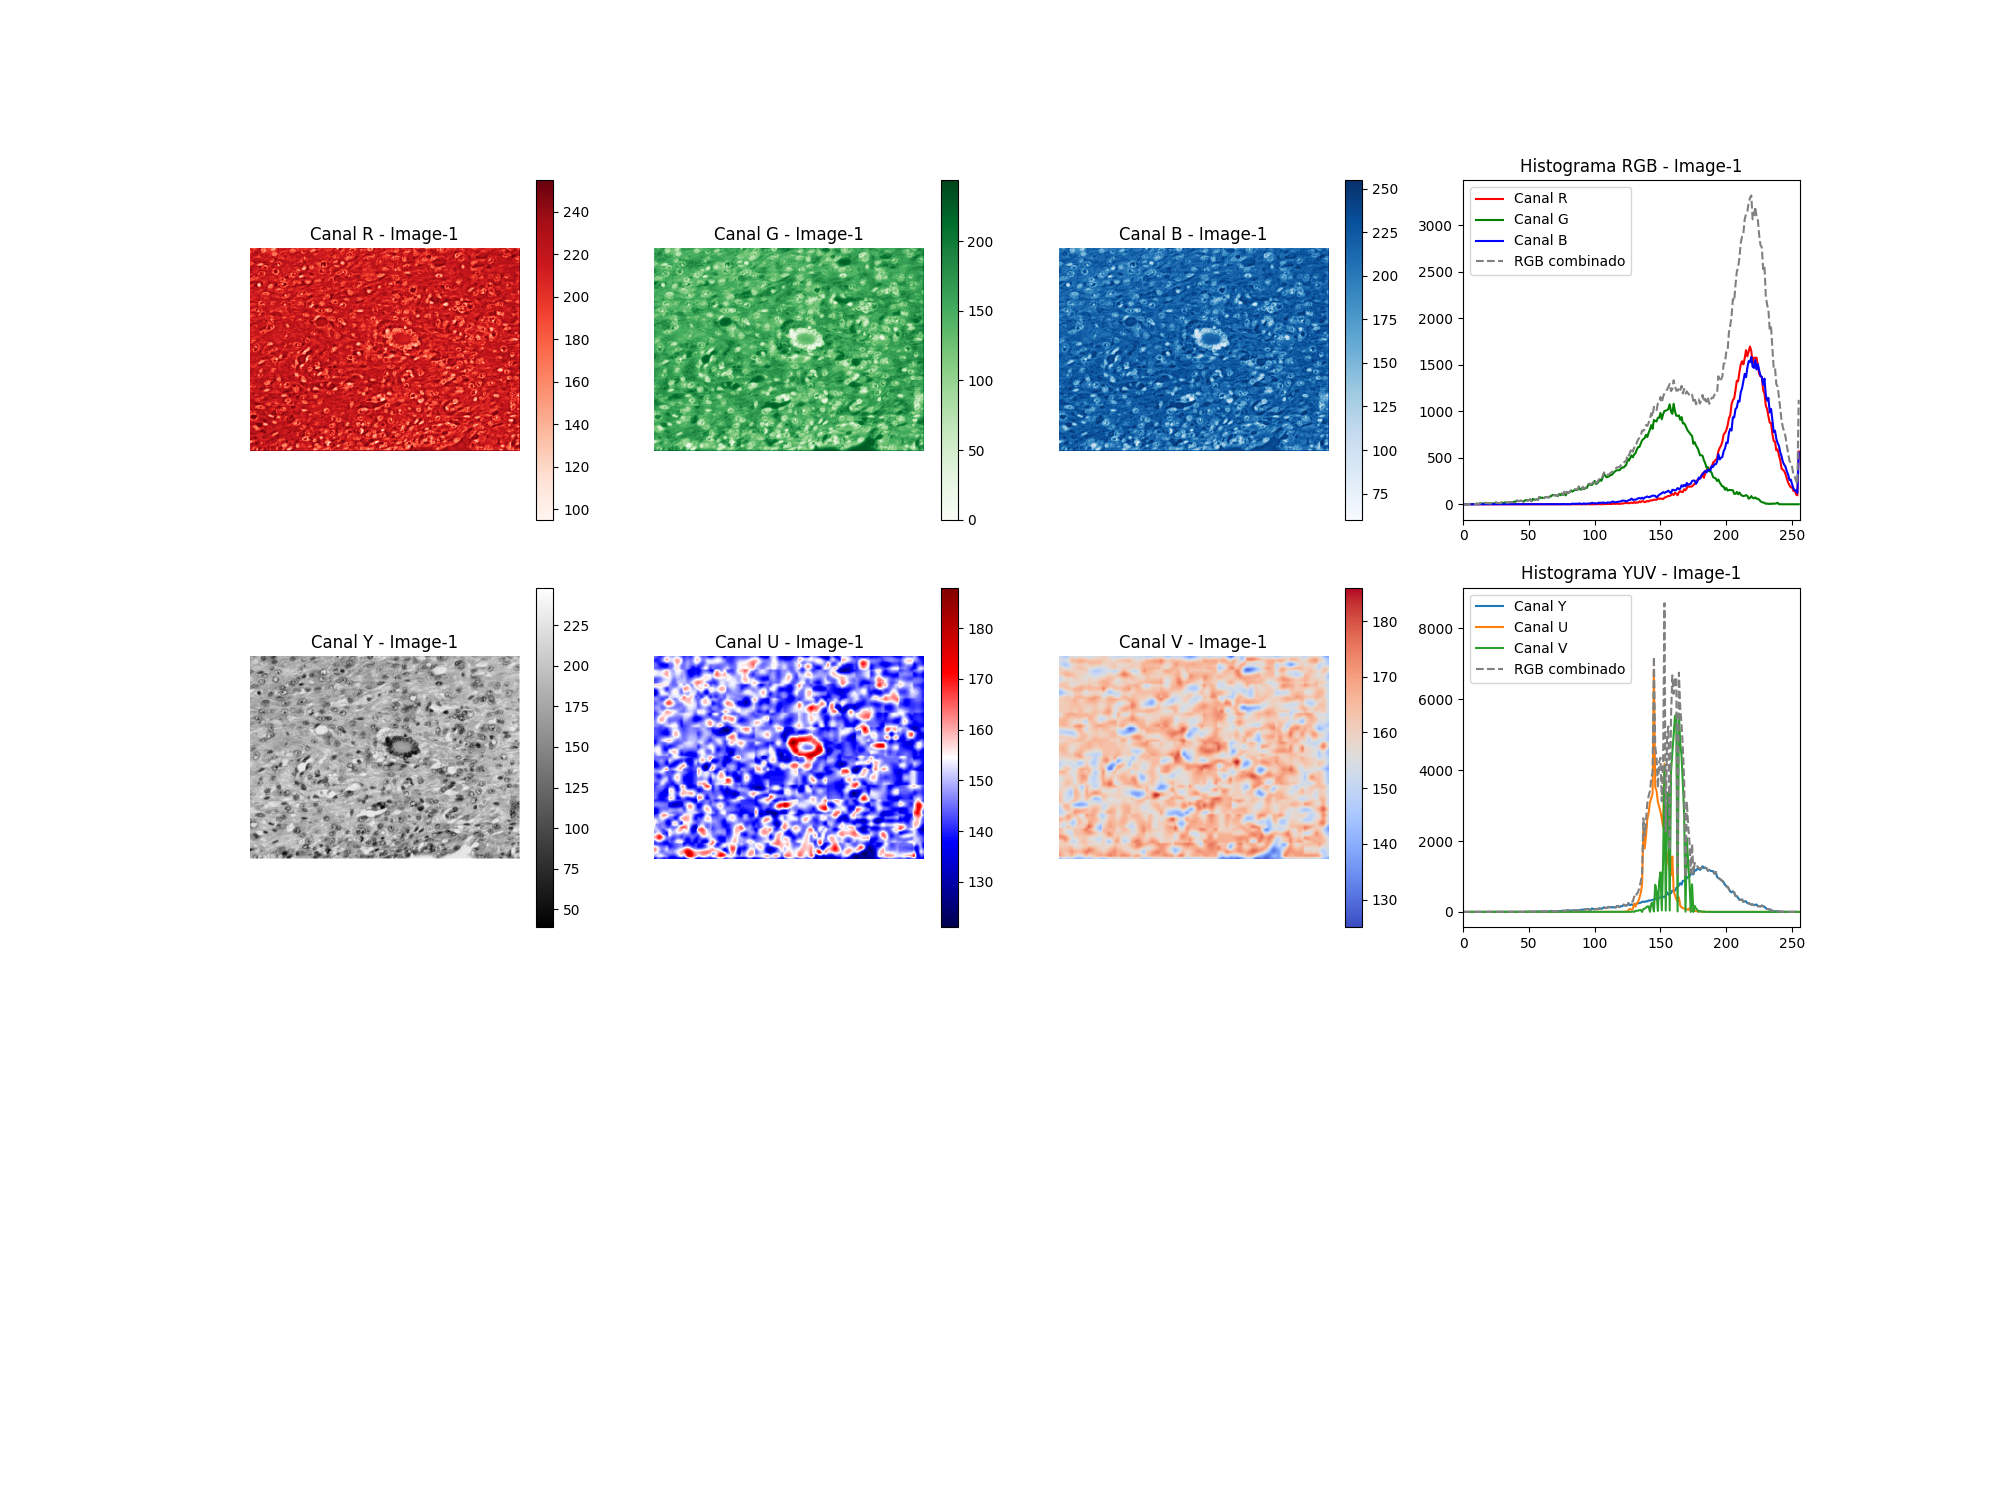 Canal R - Image-1
240
220
200
180
160
140
120
100
Canal G - Image-1
200
150
100
50
0
Canal B - Image-1
250
225
200
175
150
125
100
75
Histograma RGB - Image-1
Canal R
Canal G
Canal B
RGB combinado
3000
2500
2000
1500
1000
500
0
0 50 100 150 200 250
Canal Y - Image-1
225
200
175
150
125
100
75
50
Canal U - Image-1
180
170
160
150
140
130
Canal V - Image-1
180
170
160
150
140
130
Histograma YUV - Image-1
Canal Y
Canal U
Canal V
RGB combinado
8000
6000
4000
2000
0
0 50 100 150 200 250